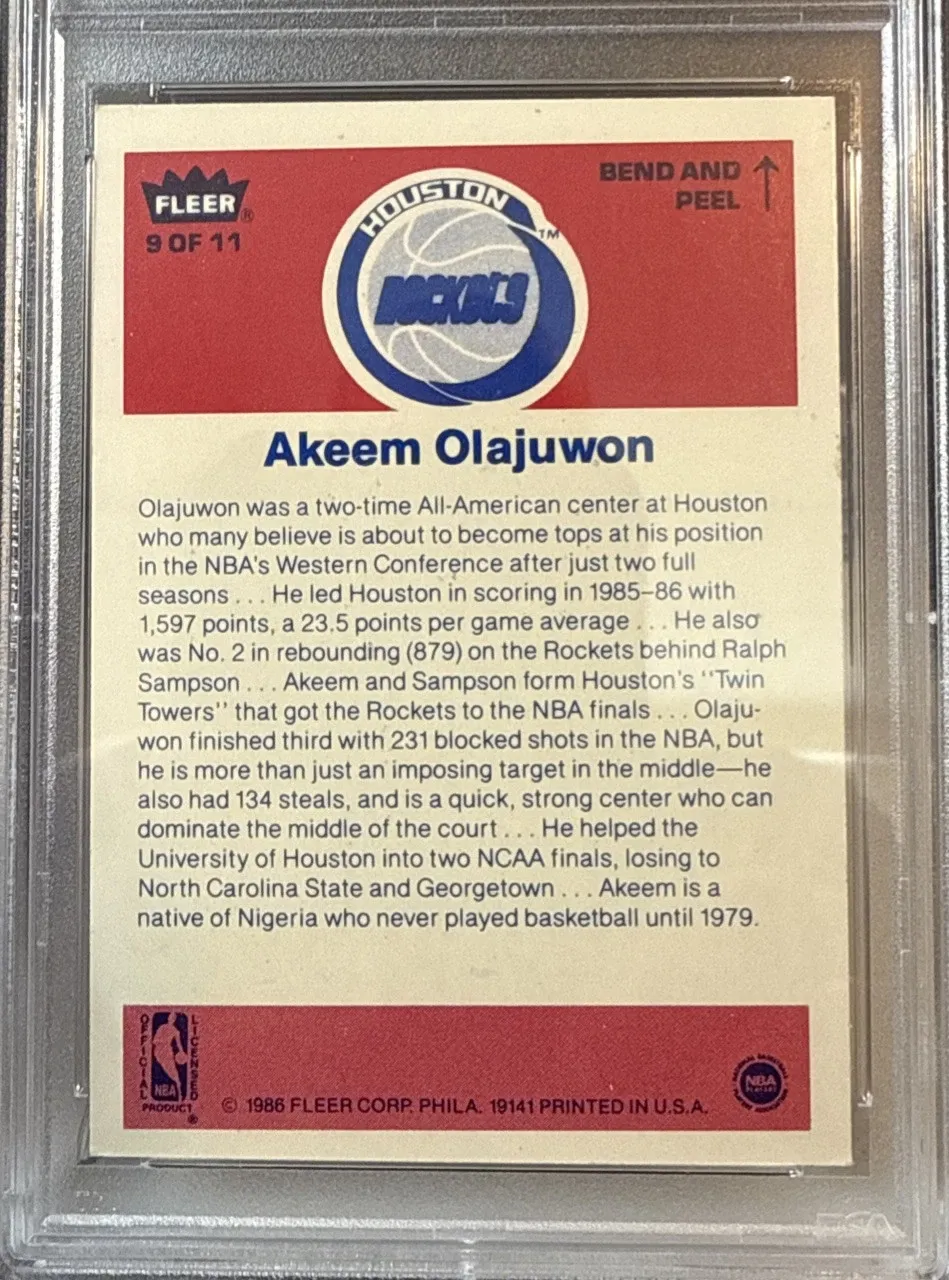 FLEER®
9 OF 11
HOUSTON
ROCKETS
TM
BEND AND
PEEL
Akeem Olajuwon
Olajuwon was a two-time All-American center at Houston
who many believe is about to become tops at his position
in the NBA's Western Conference after just two full
seasons . . . He led Houston in scoring in 1985–86 with
1,597 points, a 23.5 points per game average . . . He also
was No. 2 in rebounding (879) on the Rockets behind Ralph
Sampson . . . Akeem and Sampson form Houston's ''Twin
Towers'' that got the Rockets to the NBA finals . . . Olaju-
won finished third with 231 blocked shots in the NBA, but
he is more than just an imposing target in the middle—he
also had 134 steals, and is a quick, strong center who can
dominate the middle of the court . . . He helped the
University of Houston into two NCAA finals, losing to
North Carolina State and Georgetown . . . Akeem is a
native of Nigeria who never played basketball until 1979.
OFFICIAL
LICENSED
NBA
PRODUCT
®
© 1986 FLEER CORP. PHILA. 19141 PRINTED IN U.S.A.
NATIONAL BASKETBALL
NBA
PLAYERS
ASSOCIATION